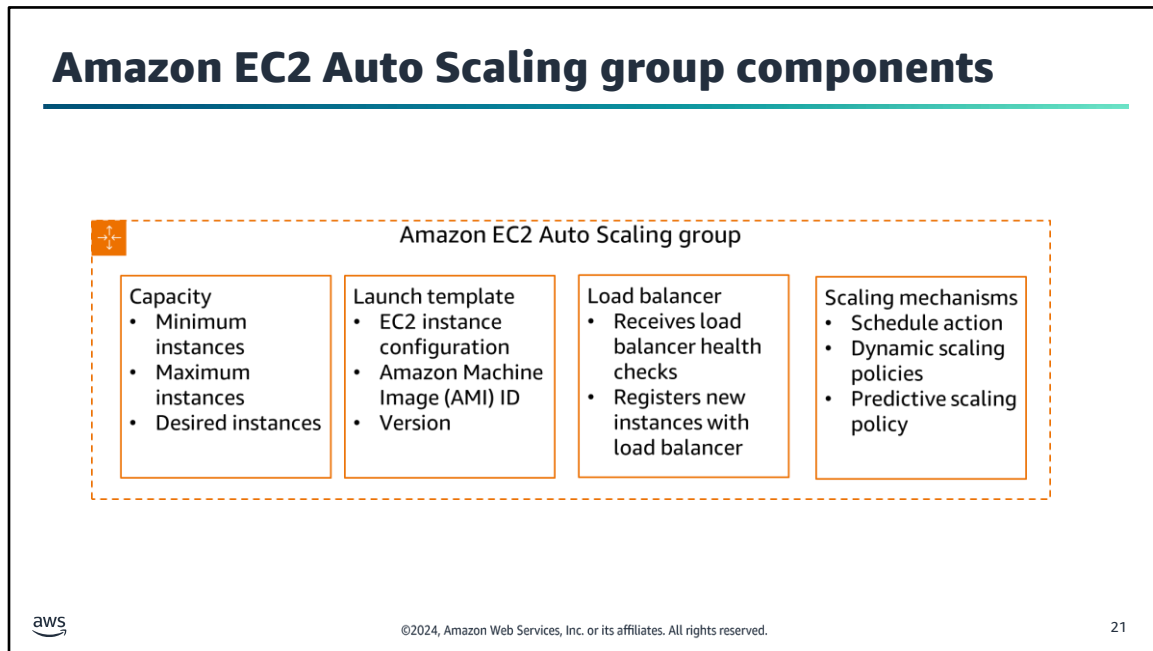 Amazon EC2 Auto Scaling group components
Amazon EC2 Auto Scaling group
Capacity
• Minimum
instances
• Maximum
instances
• Desired instances
Launch template
• EC2 instance
configuration
• Amazon Machine
Image (AMI) ID
• Version
Load balancer
• Receives load
balancer health
checks
• Registers new
instances with
load balancer
Scaling mechanisms
• Schedule action
• Dynamic scaling
policies
• Predictive scaling
policy
aws
©2024, Amazon Web Services, Inc. or its affiliates. All rights reserved.
21